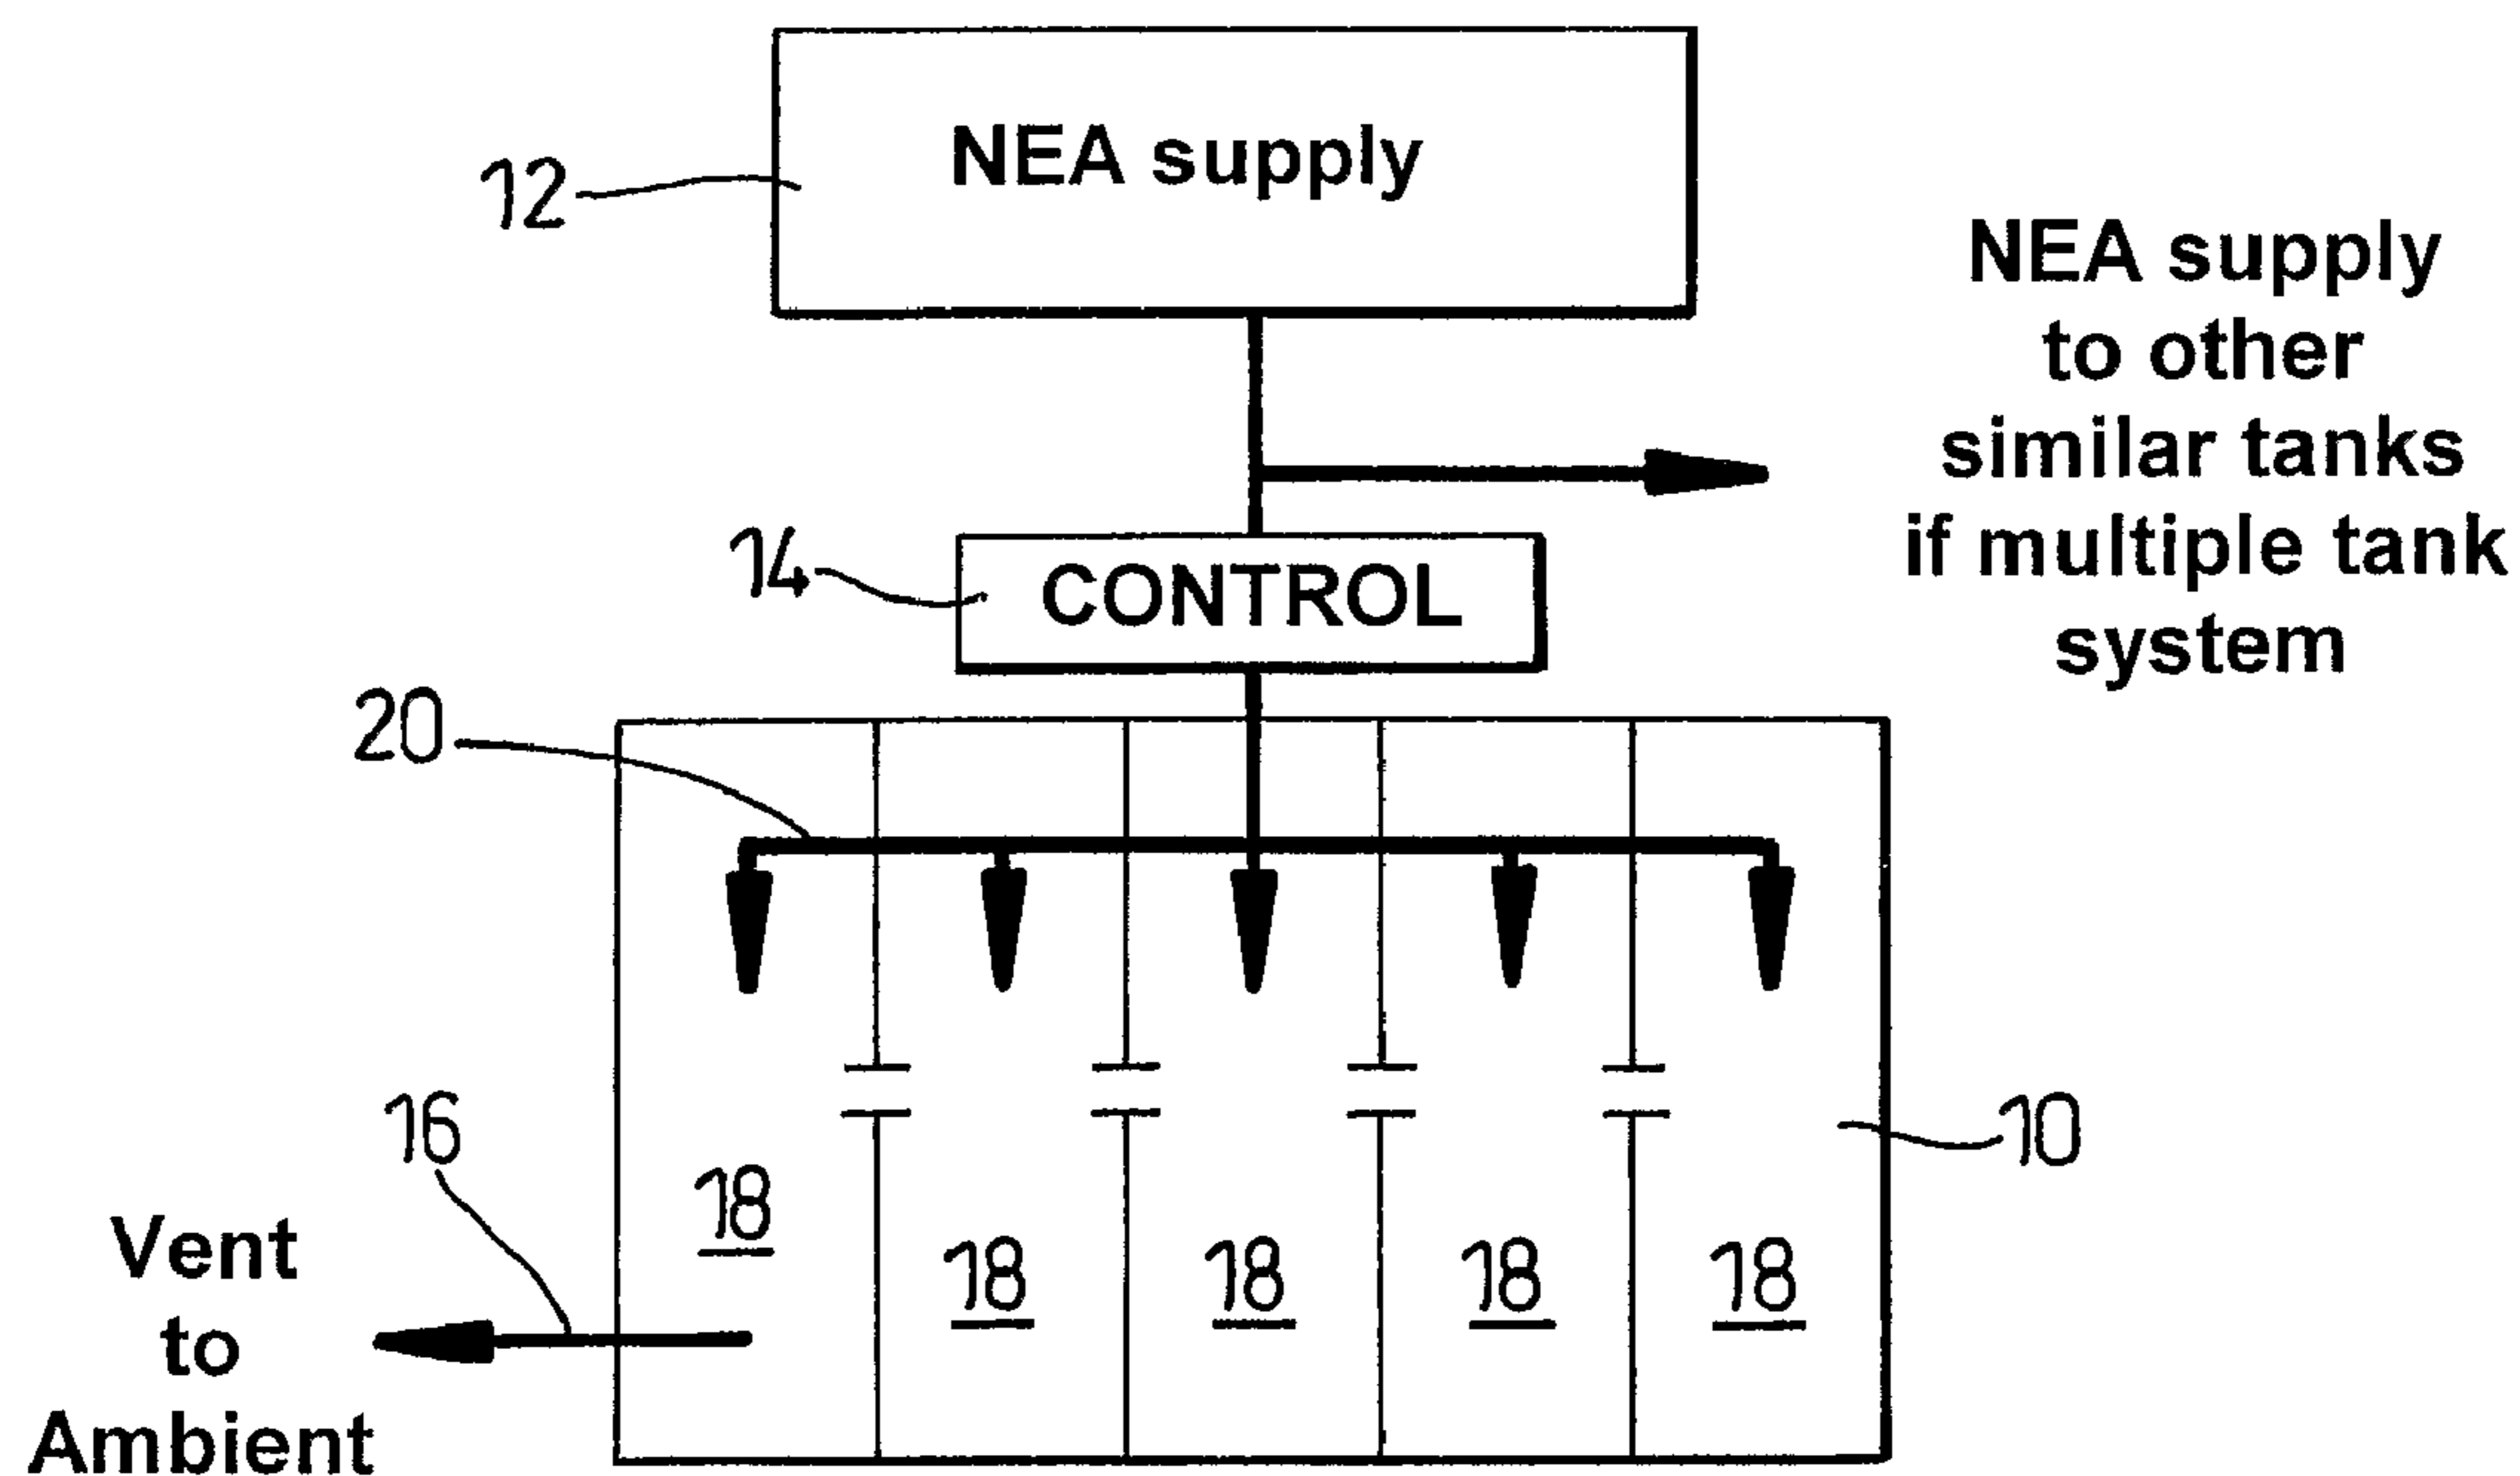 NEA supply
12
NEA supply
to other
similar tanks
if multiple tank
system
14
CONTROL
20
16
10
18
18
18
18
18
Vent
to
Ambient